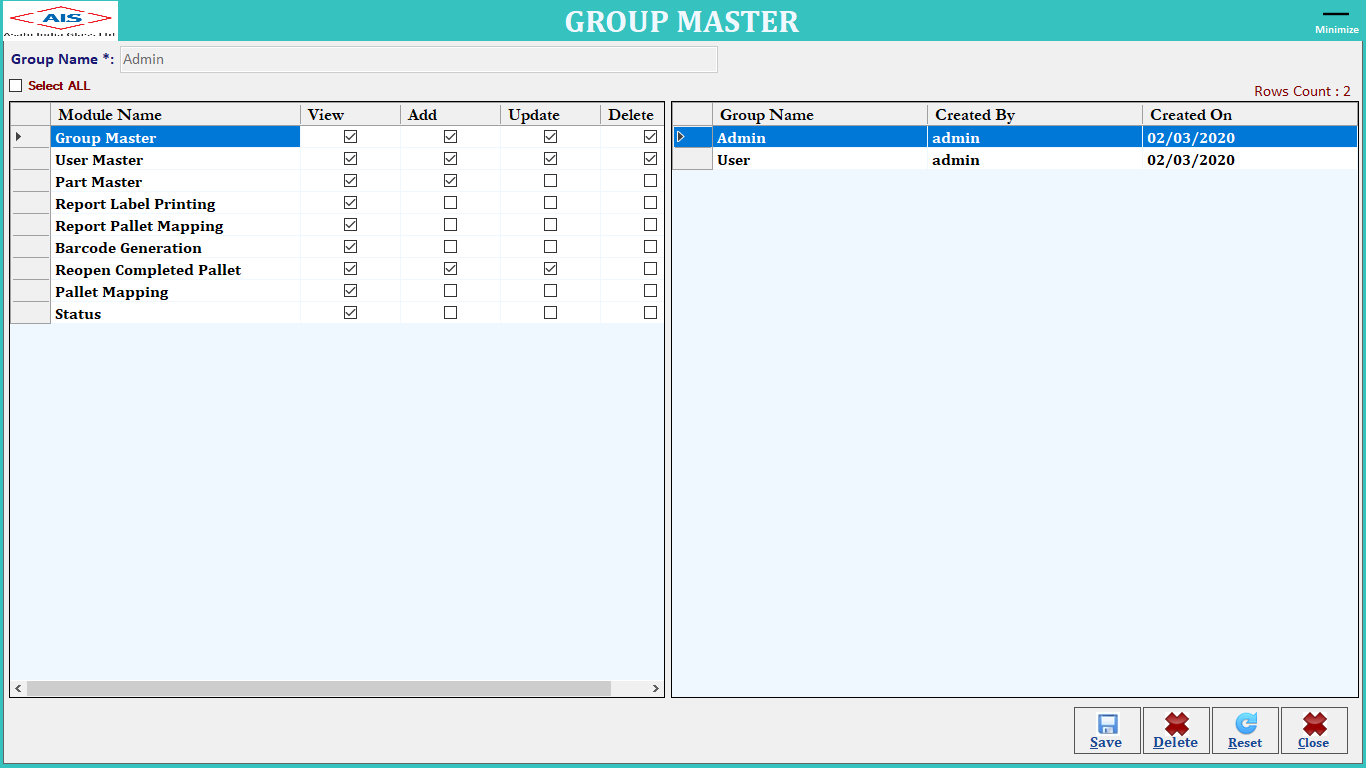 AIS
GROUP MASTER
Minimize
Group Name *: Admin
Select ALL
Rows Count : 2
Module Name View Add Update Delete
Group Master
User Master
Part Master
Report Label Printing
Report Pallet Mapping
Barcode Generation
Reopen Completed Pallet
Pallet Mapping
Status
Group Name Created By Created On
Admin admin 02/03/2020
User admin 02/03/2020
Save Delete Reset Close